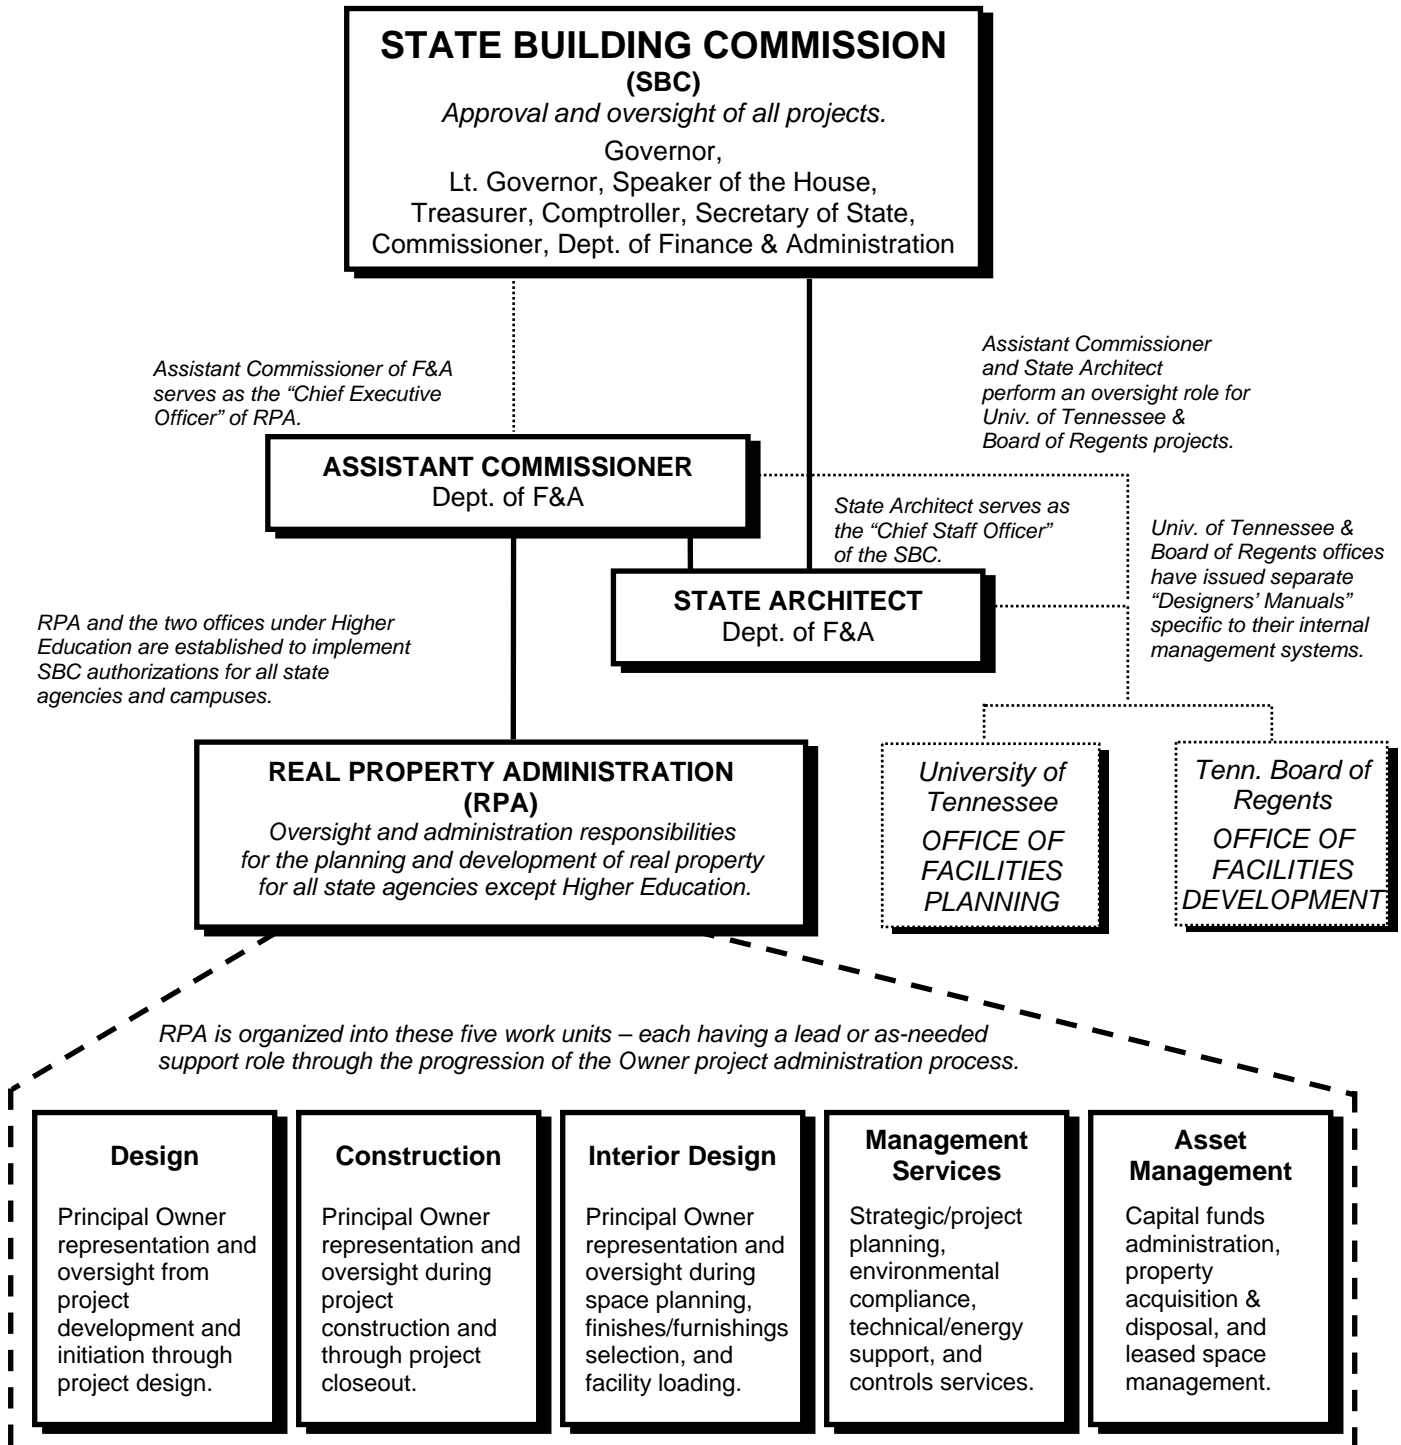 STATE BUILDING COMMISSION
(SBC)
Approval and oversight of all projects.
Governor,
Lt. Governor, Speaker of the House,
Treasurer, Comptroller, Secretary of State,
Commissioner, Dept. of Finance & Administration
Assistant Commissioner of F&A
serves as the “Chief Executive
Officer” of RPA.
Assistant Commissioner
and State Architect
perform an oversight role for
Univ. of Tennessee &
Board of Regents projects.
ASSISTANT COMMISSIONER
Dept. of F&A
State Architect serves as
the “Chief Staff Officer”
of the SBC.
Univ. of Tennessee &
Board of Regents offices
have issued separate
“Designers’ Manuals”
specific to their internal
management systems.
STATE ARCHITECT
Dept. of F&A
RPA and the two offices under Higher
Education are established to implement
SBC authorizations for all state
agencies and campuses.
REAL PROPERTY ADMINISTRATION
(RPA)
Oversight and administration responsibilities
for the planning and development of real property
for all state agencies except Higher Education.
University of
Tennessee
OFFICE OF
FACILITIES
PLANNING
Tenn. Board of
Regents
OFFICE OF
FACILITIES
DEVELOPMENT
RPA is organized into these five work units – each having a lead or as-needed
support role through the progression of the Owner project administration process.
Design
Principal Owner
representation and
oversight from
project
development and
initiation through
project design.
Construction
Principal Owner
representation and
oversight during
project
construction and
through project
closeout.
Interior Design
Principal Owner
representation and
oversight during
space planning,
finishes/furnishings
selection, and
facility loading.
Management
Services
Strategic/project
planning,
environmental
compliance,
technical/energy
support, and
controls services.
Asset
Management
Capital funds
administration,
property
acquisition &
disposal, and
leased space
management.